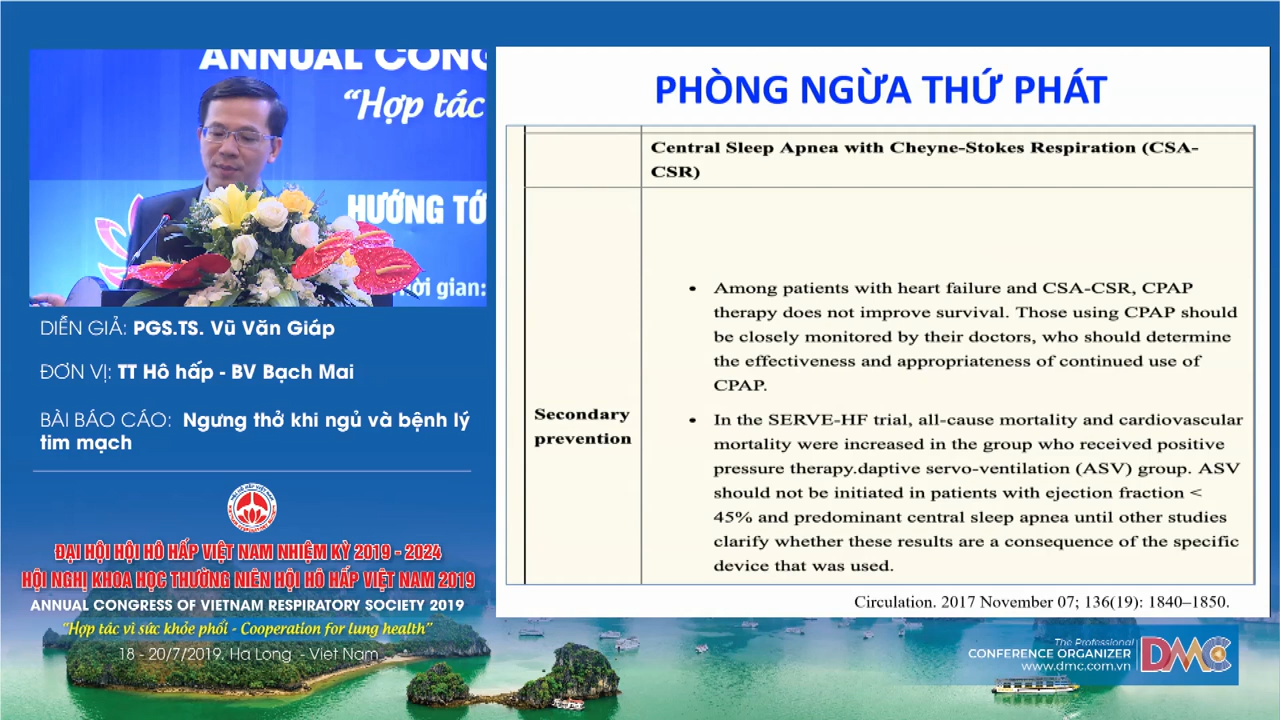 ANNUAL CONG
“Hợp tác
HƯỚNG TỚ
hời gian:
DIỄN GIẢ: PGS.TS. Vũ Văn Giáp
ĐƠN VỊ: TT Hô hấp - BV Bạch Mai
BÀI BÁO CÁO: Ngưng thở khi ngủ và bệnh lý
tim mạch
ĐẠI HỘI HỘI HÔ HẤP VIỆT NAM NHIỆM KỲ 2019 - 2024
HỘI NGHỊ KHOA HỌC THƯỜNG NIÊN HỘI HÔ HẤP VIỆT NAM 2019
ANNUAL CONGRESS OF VIETNAM RESPIRATORY SOCIETY 2019
“Hợp tác vì sức khỏe phổi - Cooperation for lung health”
18 - 20/7/2019. Ha Long - Viet Nam
PHÒNG NGỪA THỨ PHÁT
Central Sleep Apnea with Cheyne-Stokes Respiration (CSA-
CSR)
Secondary
prevention
• Among patients with heart failure and CSA-CSR, CPAP
therapy does not improve survival. Those using CPAP should
be closely monitored by their doctors, who should determine
the effectiveness and appropriateness of continued use of
CPAP.
• In the SERVE-HF trial, all-cause mortality and cardiovascular
mortality were increased in the group who received positive
pressure therapy.daptive servo-ventilation (ASV) group. ASV
should not be initiated in patients with ejection fraction <
45% and predominant central sleep apnea until other studies
clarify whether these results are a consequence of the specific
device that was used.
Circulation. 2017 November 07; 136(19): 1840–1850.
The Professional
CONFERENCE ORGANIZER
www.dmc.com.vn
DMC